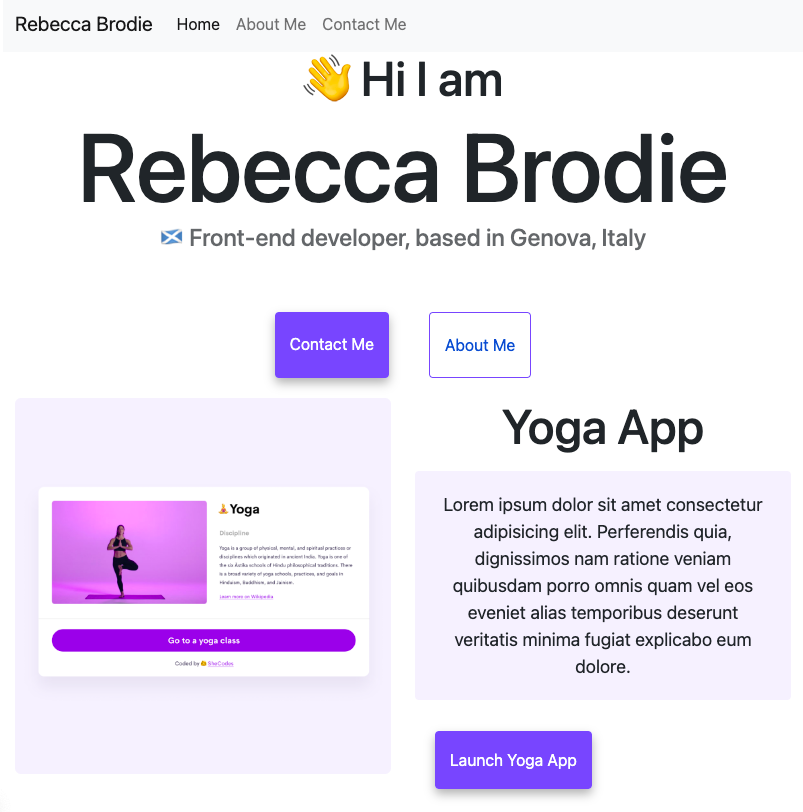 Rebecca Brodie Home About Me Contact Me
👋 Hi I am
Rebecca Brodie
🏴󠁧󠁢󠁳󠁣󠁴󠁿 Front-end developer, based in Genova, Italy
Contact Me About Me
🧘Yoga
Discipline
Yoga is a group of physical, mental, and spiritual practices or
disciplines which originated in ancient India. Yoga is one of
the six Āstika schools of Hindu philosophical traditions. There
is a broad variety of yoga schools, practices, and goals in
Hinduism, Buddhism, and Jainism.
Learn more on Wikipedia
Go to a yoga class
Coded by SheCodes
Yoga App
Lorem ipsum dolor sit amet consectetur
adipisicing elit. Perferendis quia,
dignissimos nam ratione veniam
quibusdam porro omnis quam vel eos
eveniet alias temporibus deserunt
veritatis minima fugiat explicabo eum
dolore.
Launch Yoga App